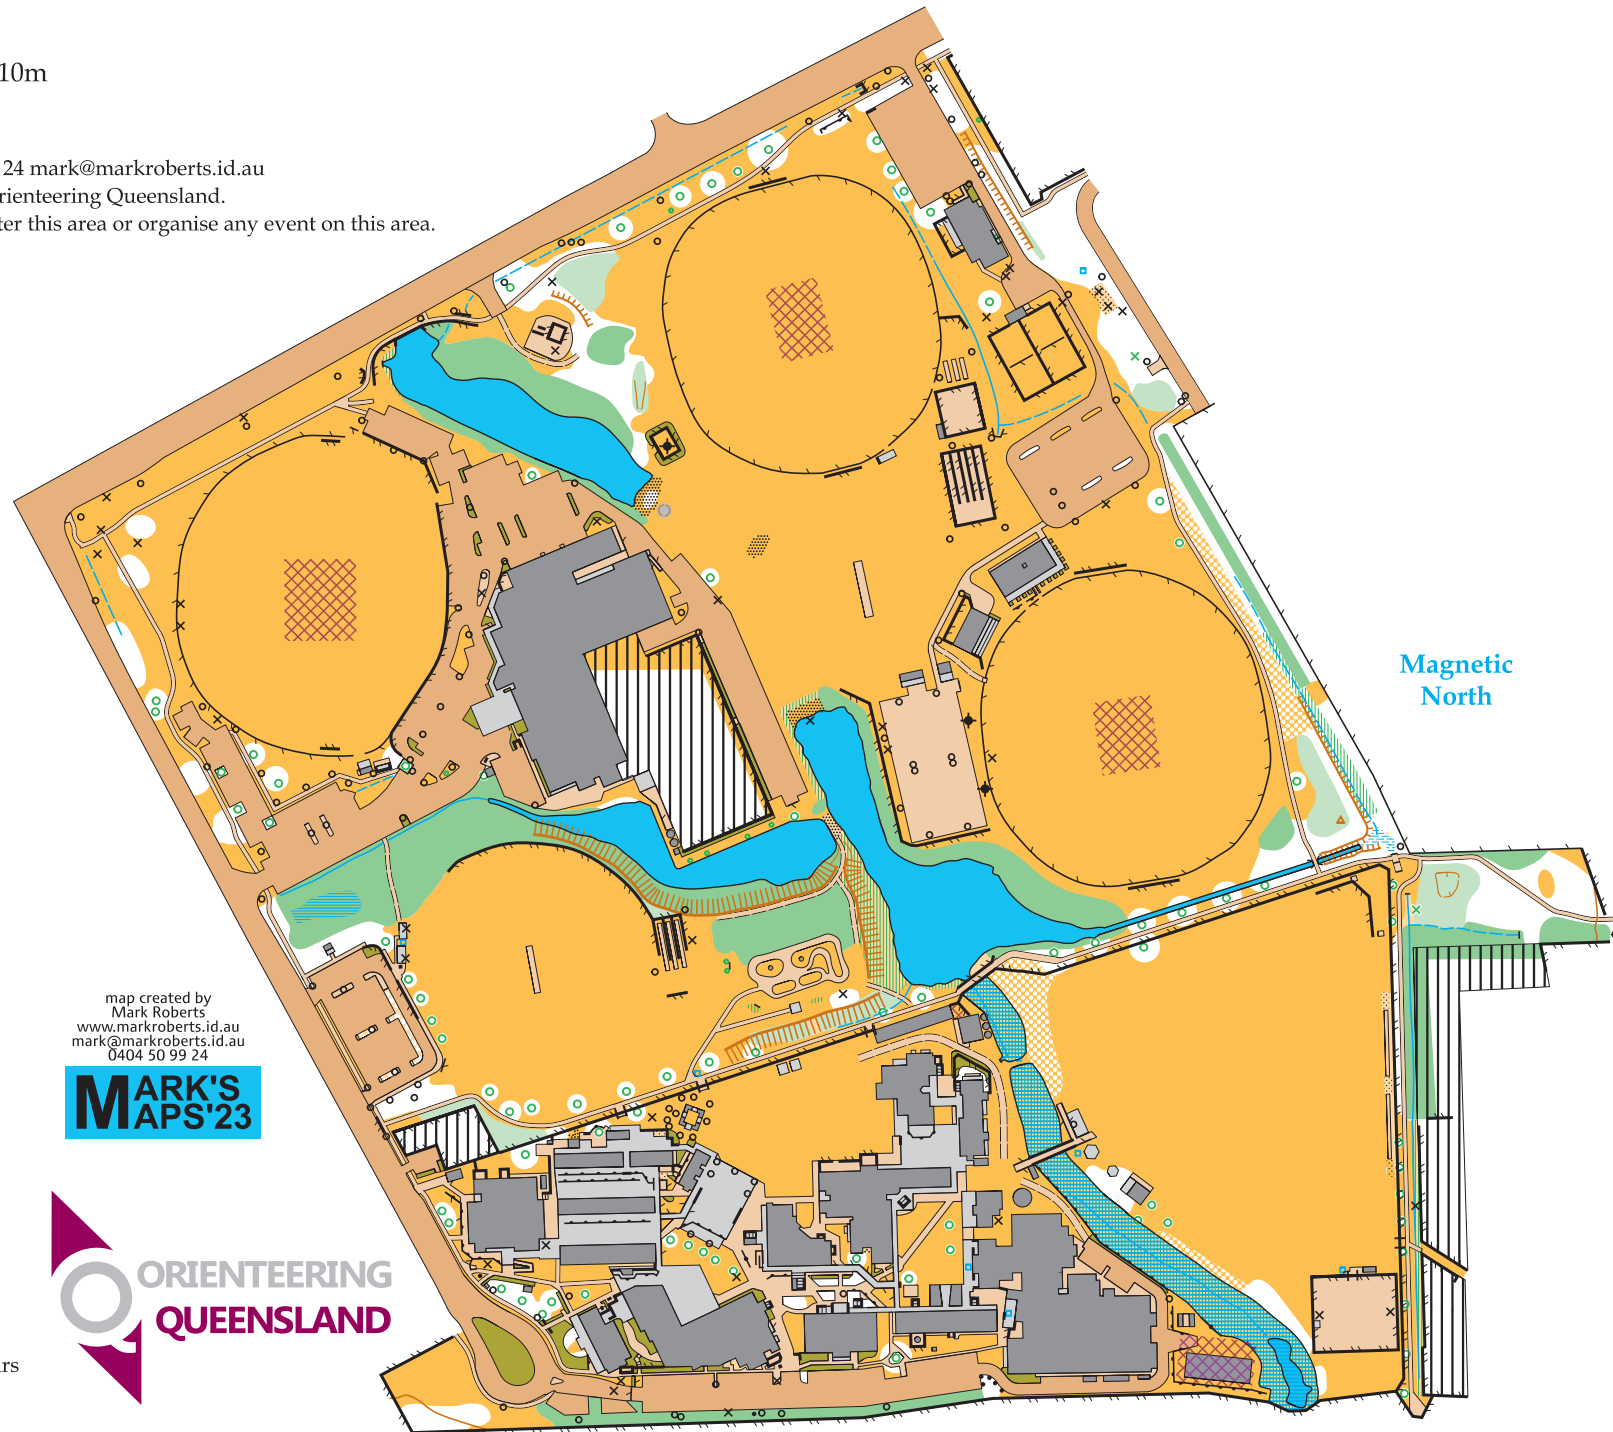 10m
24 mark@markroberts.id.au
rienteering Queensland.
ter this area or organise any event on this area.
Magnetic
North
map created by
Mark Roberts
www.markroberts.id.au
mark@markroberts.id.au
0404 50 99 24
MARK'S
MAPS'23
ORIENTEERING
QUEENSLAND
rs